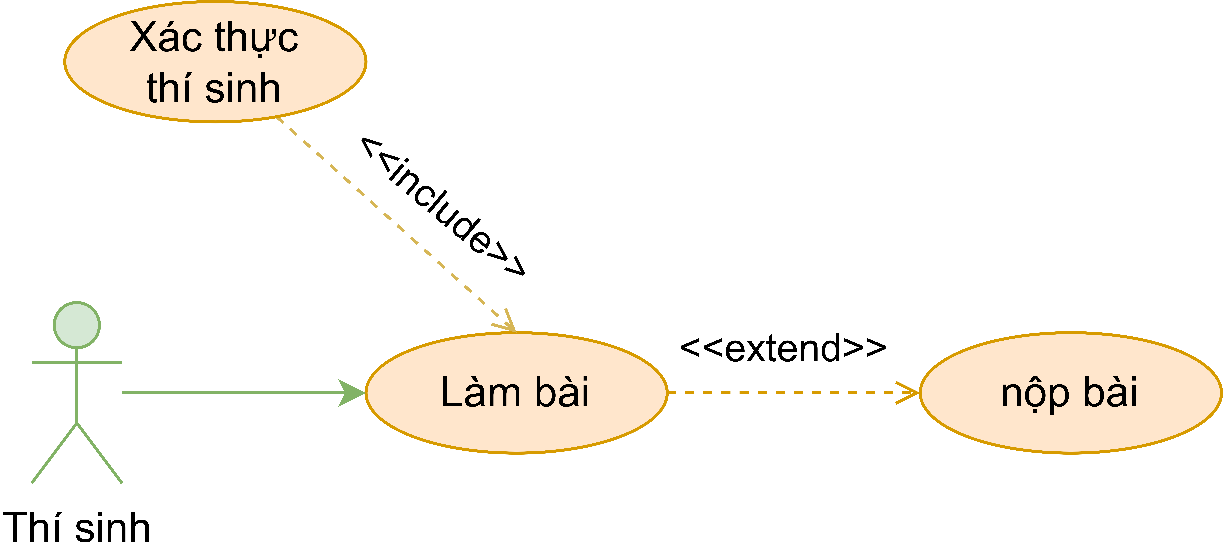 Xác thực
thí sinh
<<include>>
<<extend>>
Làm bài
nộp bài
Thí sinh